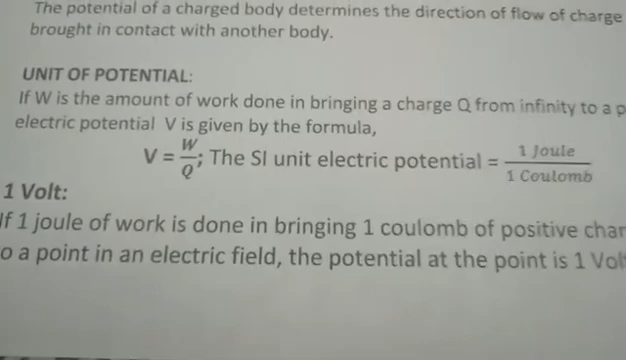 The potential of a charged body determines the direction of flow of charge
brought in contact with another body.
UNIT OF POTENTIAL:
If W is the amount of work done in bringing a charge Q from infinity to a p
electric potential V is given by the formula,
V = W/Q; The SI unit electric potential = 1 Joule / 1 Coulomb
1 Volt:
If 1 joule of work is done in bringing 1 coulomb of positive char
o a point in an electric field, the potential at the point is 1 Vol